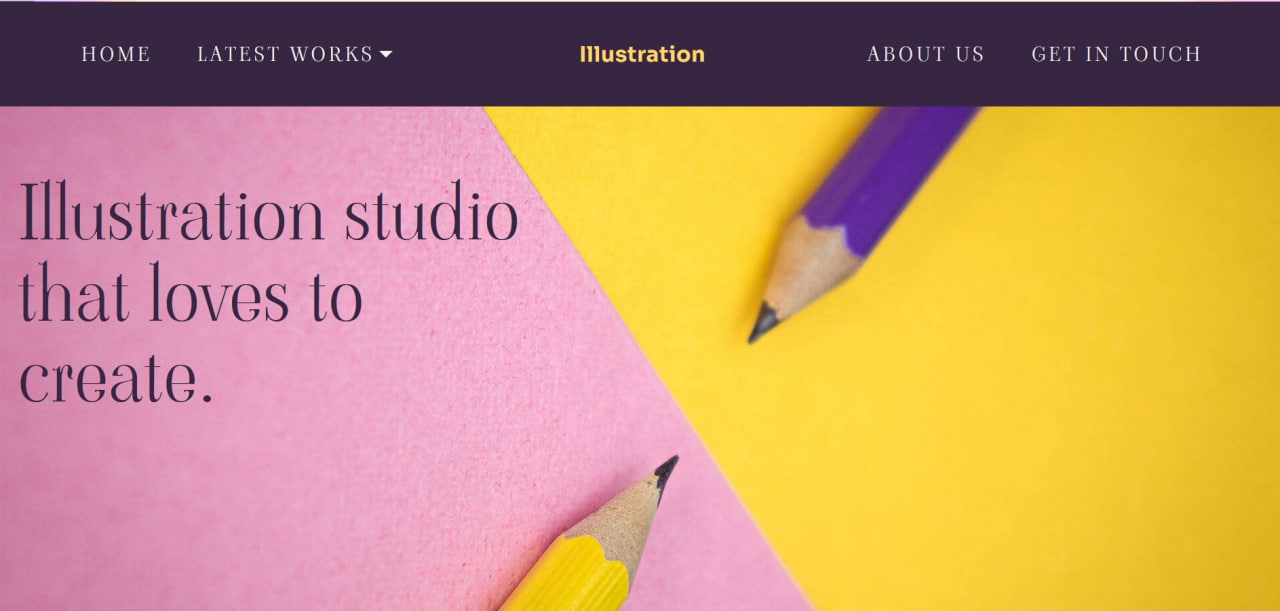 HOME LATEST WORKS Illustration ABOUT US GET IN TOUCH
Illustration studio
that loves to
create.